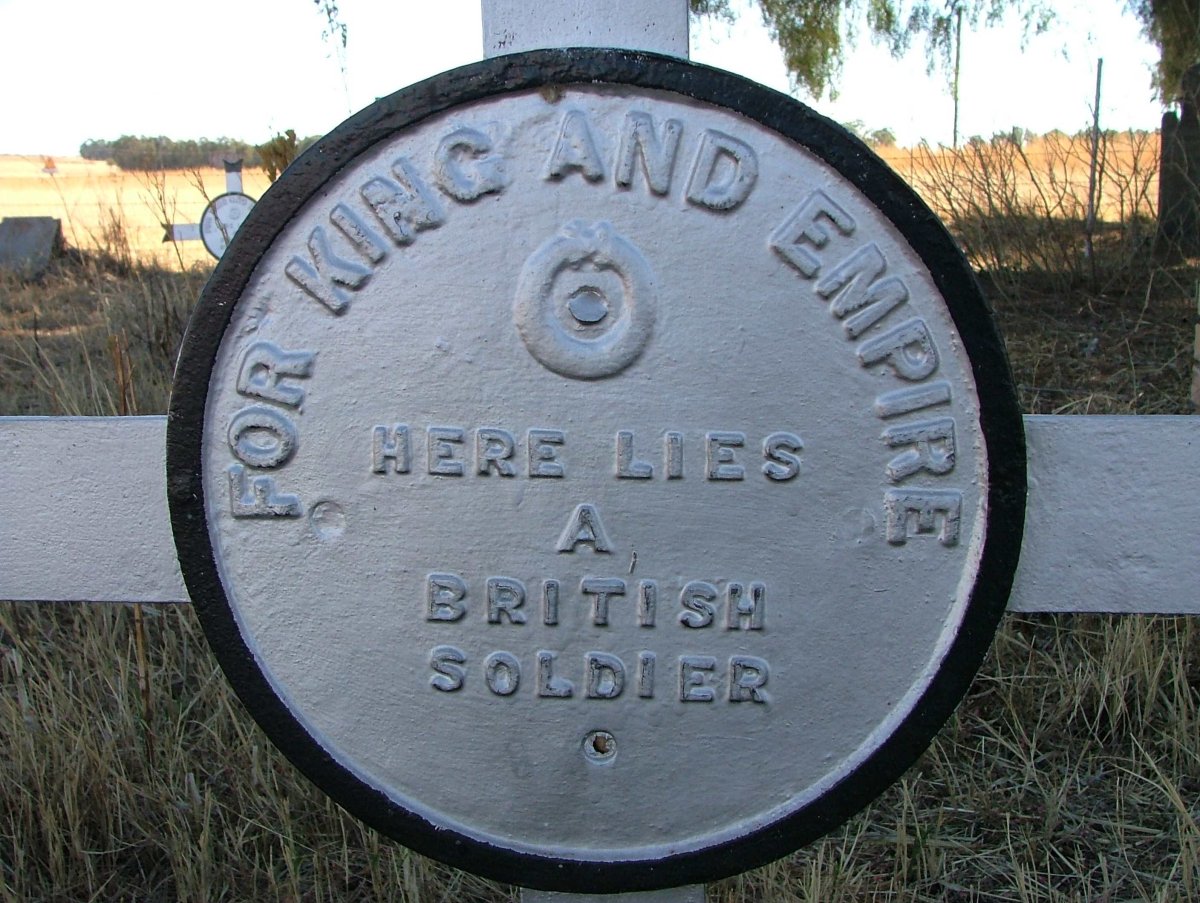 FOR KING AND EMPIRE
HERE LIES
A
BRITISH
SOLDIER